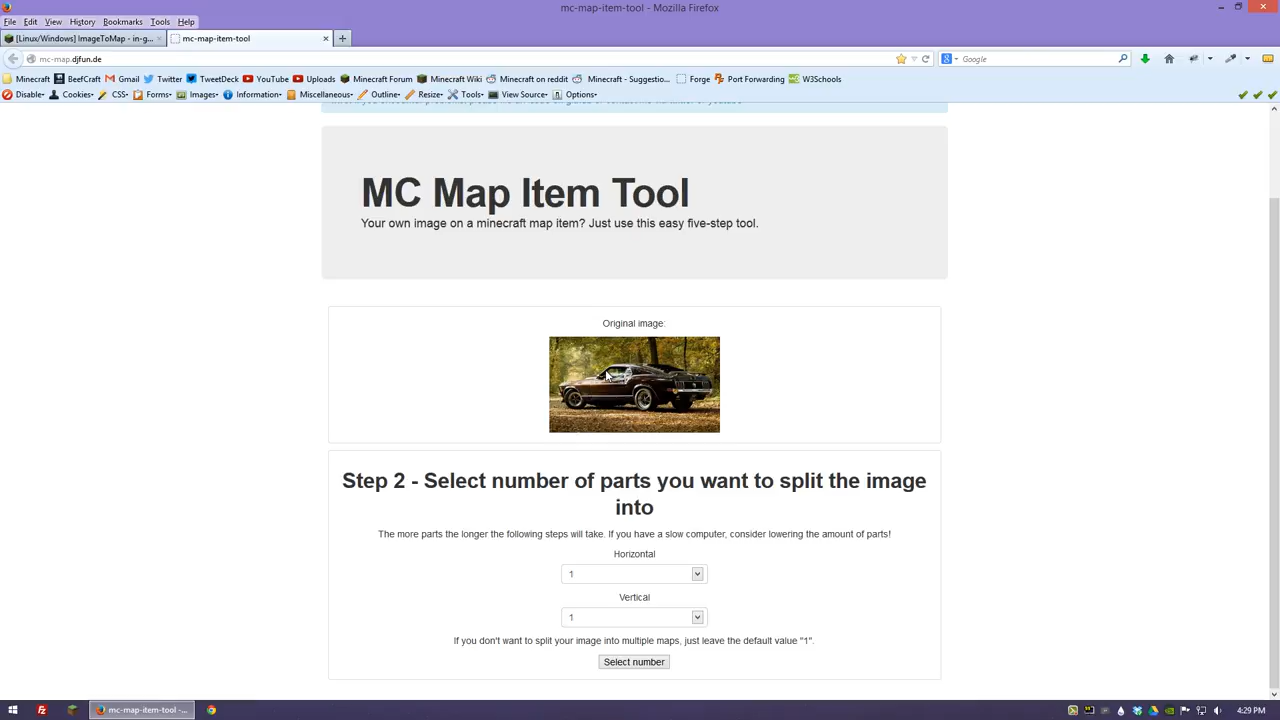 mc-map-item-tool - Mozilla Firefox
File Edit View History Bookmarks Tools Help
[Linux/Windows] ImageToMap - in-g...
mc-map-item-tool
mc-map.djfun.de
Google
Minecraft BeefCraft Gmail Twitter TweetDeck YouTube Uploads Minecraft Forum Minecraft Wiki Minecraft on reddit Minecraft - Suggestio... Forge Port Forwarding W3Schools
Disable Cookies CSS Forms Images Information Miscellaneous Outline Resize Tools View Source Options
MC Map Item Tool
Your own image on a minecraft map item? Just use this easy five-step tool.
Original image:
Step 2 - Select number of parts you want to split the image
into
The more parts the longer the following steps will take. If you have a slow computer, consider lowering the amount of parts!
Horizontal
1
Vertical
1
If you don't want to split your image into multiple maps, just leave the default value "1".
Select number
mc-map-item-tool -...
4:29 PM